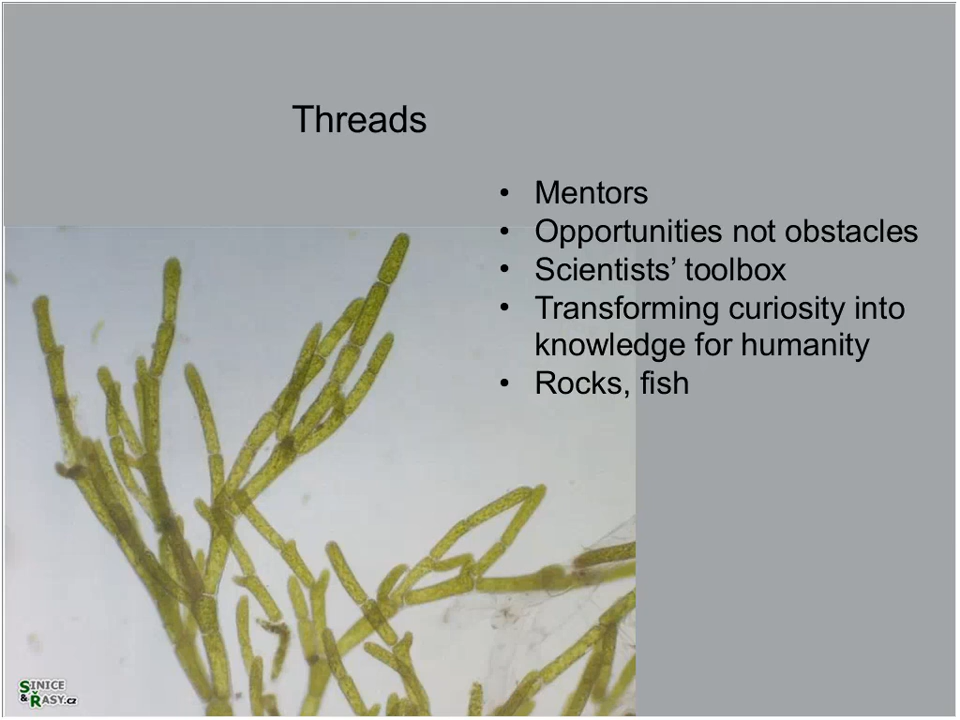 Threads
• Mentors
• Opportunities not obstacles
• Scientists’ toolbox
• Transforming curiosity into
knowledge for humanity
• Rocks, fish
SINICE
& ŘASY.cz